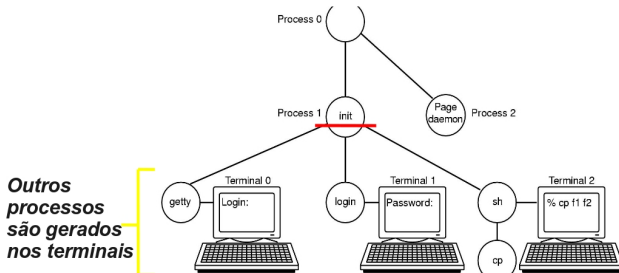 Process 0
Process 1
init
Page
daemon
Process 2
Outros
processos
são gerados
nos terminais
Terminal 0
Terminal 1
Terminal 2
getty
Login:
login
Password:
sh
% cp f1 f2
cp